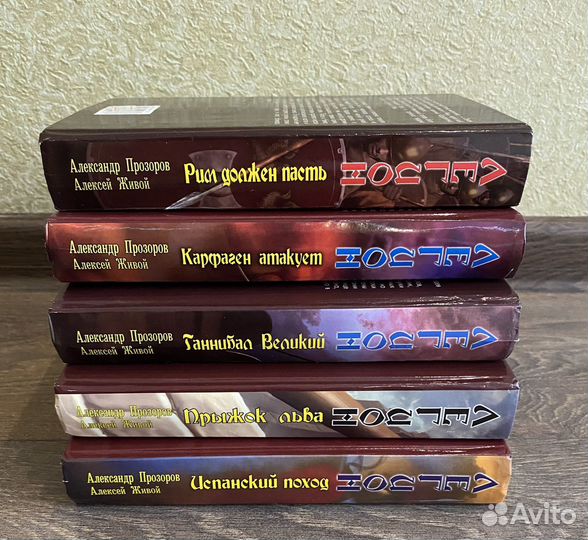 Александр Прозоров
Алексей Живой
Рим должен пасть
ЛЕГИОН
Александр Прозоров
Алексей Живой
Карфаген атакует
ЛЕГИОН
Александр Прозоров
Алексей Живой
Ганнибал Великий
ЛЕГИОН
Александр Прозоров
Алексей Живой
Прыжок льва
ЛЕГИОН
Александр Прозоров
Алексей Живой
Испанский поход
ЛЕГИОН
Avito